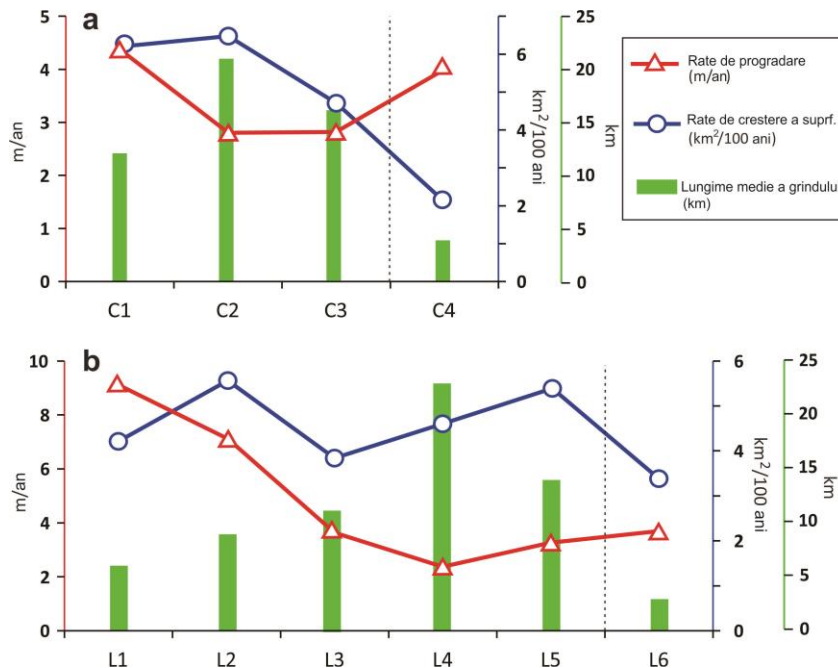 a
5
4
3
2
1
0
m/an
C1 C2 C3 C4
6
4
2
0
km²/100 ani
25
20
15
10
5
0
km
Rate de progradare
(m/an)
Rate de crestere a suprf.
(km²/100 ani)
Lungime medie a grindulu
(km)
b
10
8
6
4
2
0
m/an
L1 L2 L3 L4 L5 L6
6
4
2
0
km²/100 ani
25
20
15
10
5
0
km